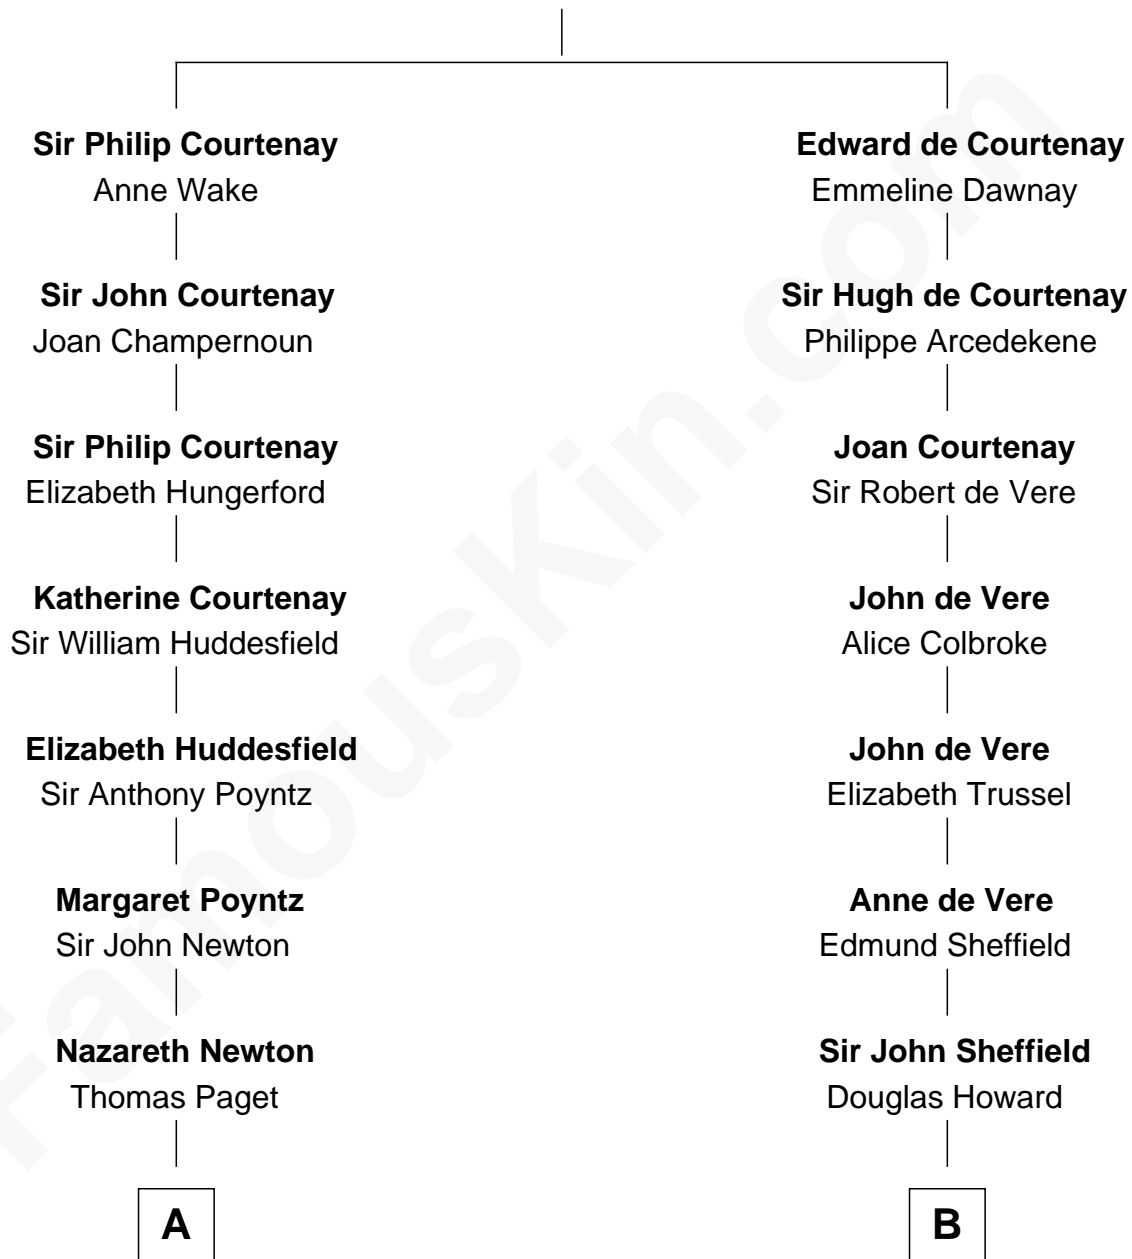 Sir Philip Courtenay
Anne Wake
Sir John Courtenay
Joan Champernoun
Sir Philip Courtenay
Elizabeth Hungerford
Katherine Courtenay
Sir William Huddesfield
Elizabeth Huddesfield
Sir Anthony Poyntz
Margaret Poyntz
Sir John Newton
Nazareth Newton
Thomas Paget
A
Edward de Courtenay
Emmeline Dawnay
Sir Hugh de Courtenay
Philippe Arcedekene
Joan Courtenay
Sir Robert de Vere
John de Vere
Alice Colbroke
John de Vere
Elizabeth Trussel
Anne de Vere
Edmund Sheffield
Sir John Sheffield
Douglas Howard
B
FamousKin.com